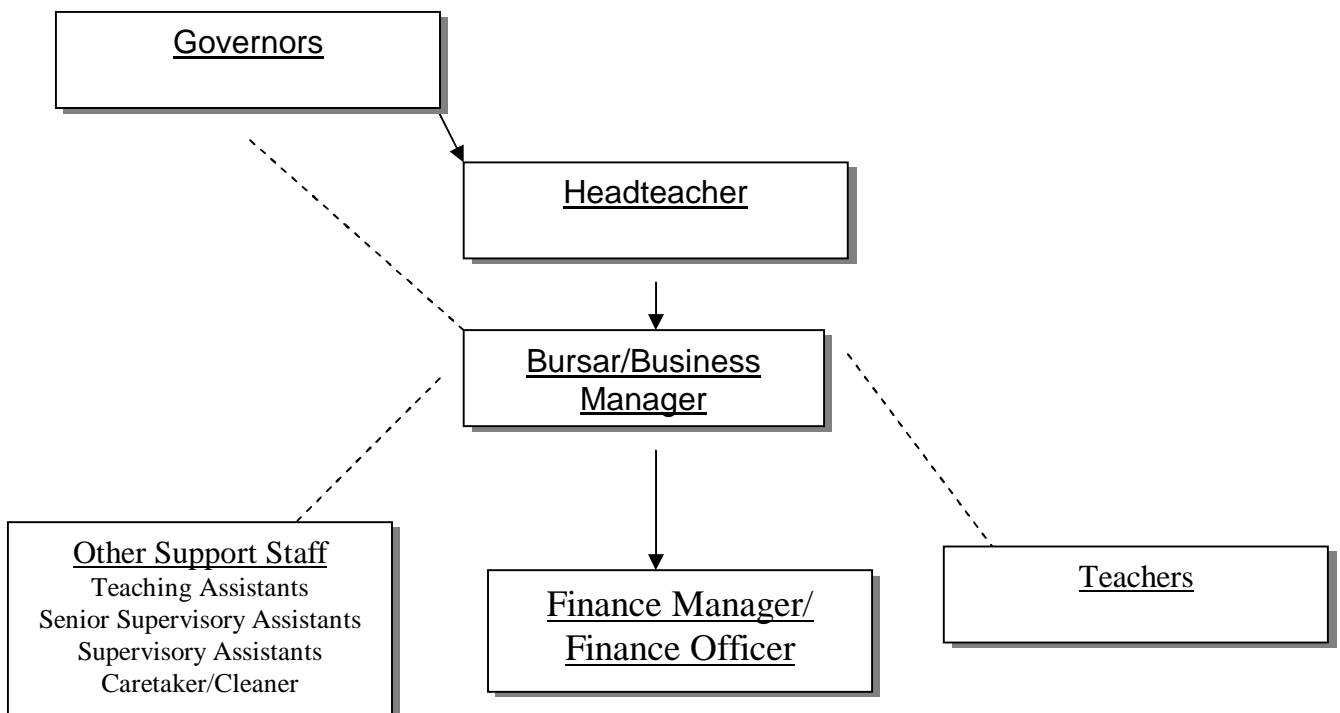 Governors
Headteacher
Bursar/Business
Manager
Other Support Staff
Teaching Assistants
Senior Supervisory Assistants
Supervisory Assistants
Caretaker/Cleaner
Finance Manager/
Finance Officer
Teachers